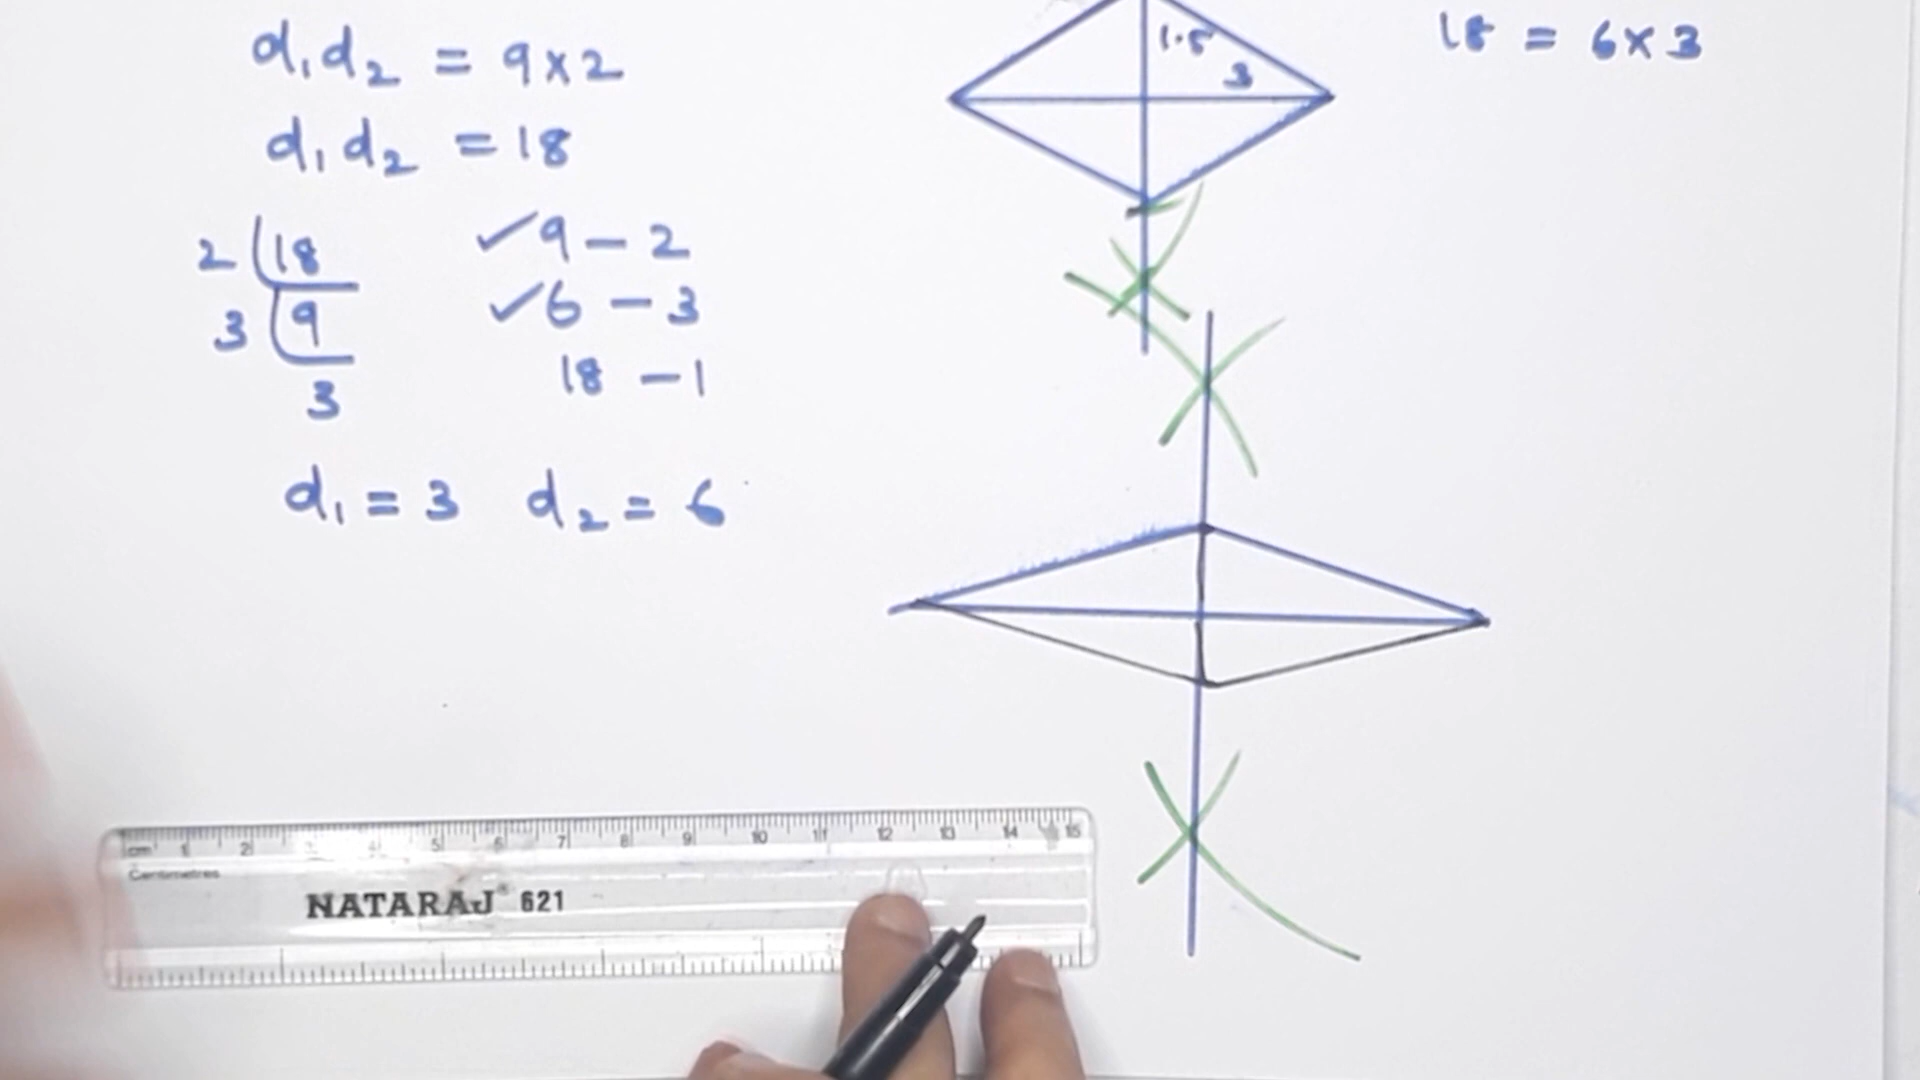 d₁d₂ = 9×2
d₁d₂ = 18
2 18
3 9
3
✓9 – 2
✓6 – 3
18 – 1
d₁ = 3 d₂ = 6
1.5
3
18 = 6×3
1 2 3 4 5 6 7 8 9 10 11 12 13 14 15
cm
Centimetres
NATARAJ® 621